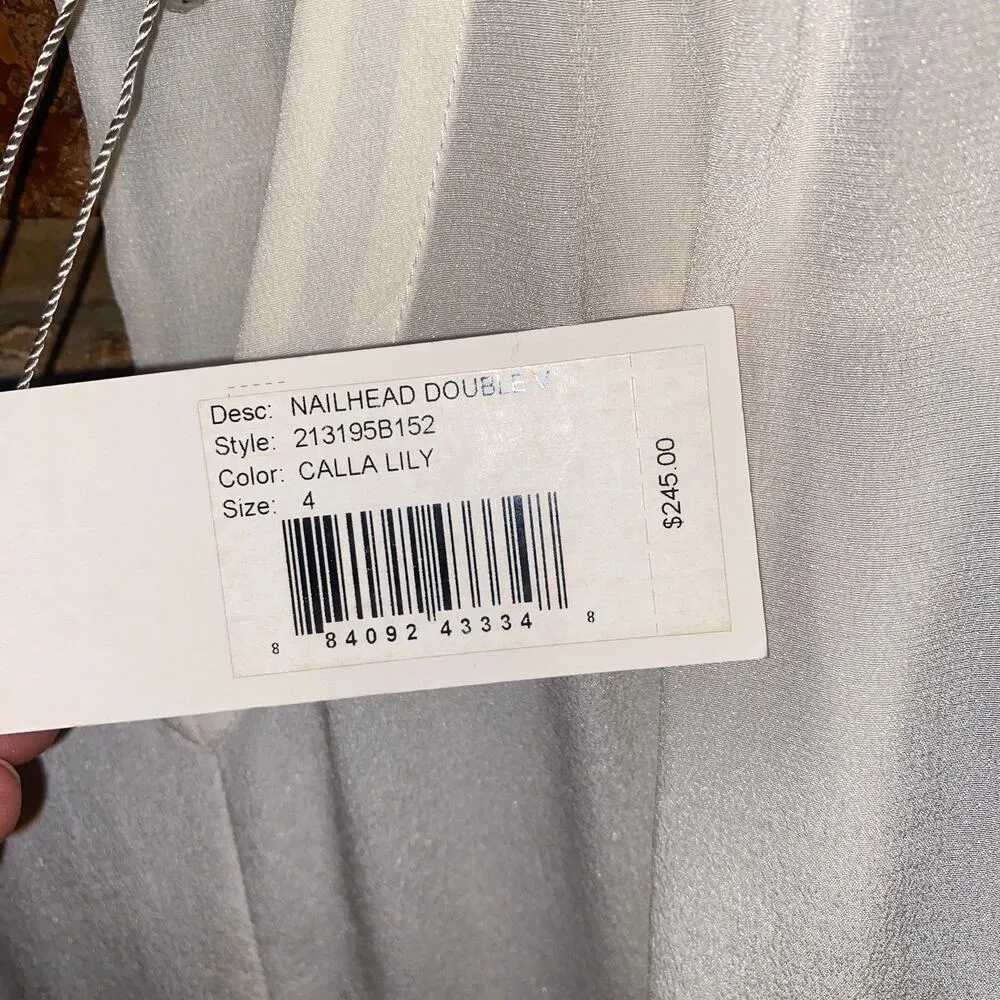 Desc: NAILHEAD DOUBLE V
Style: 213195B152
Color: CALLA LILY
Size: 4
$245.00
8 84092 43334 8